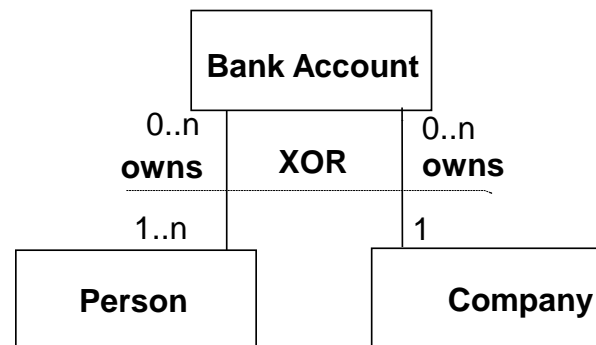 Bank Account
0..n 0..n
owns XOR owns
1..n 1
Person Company